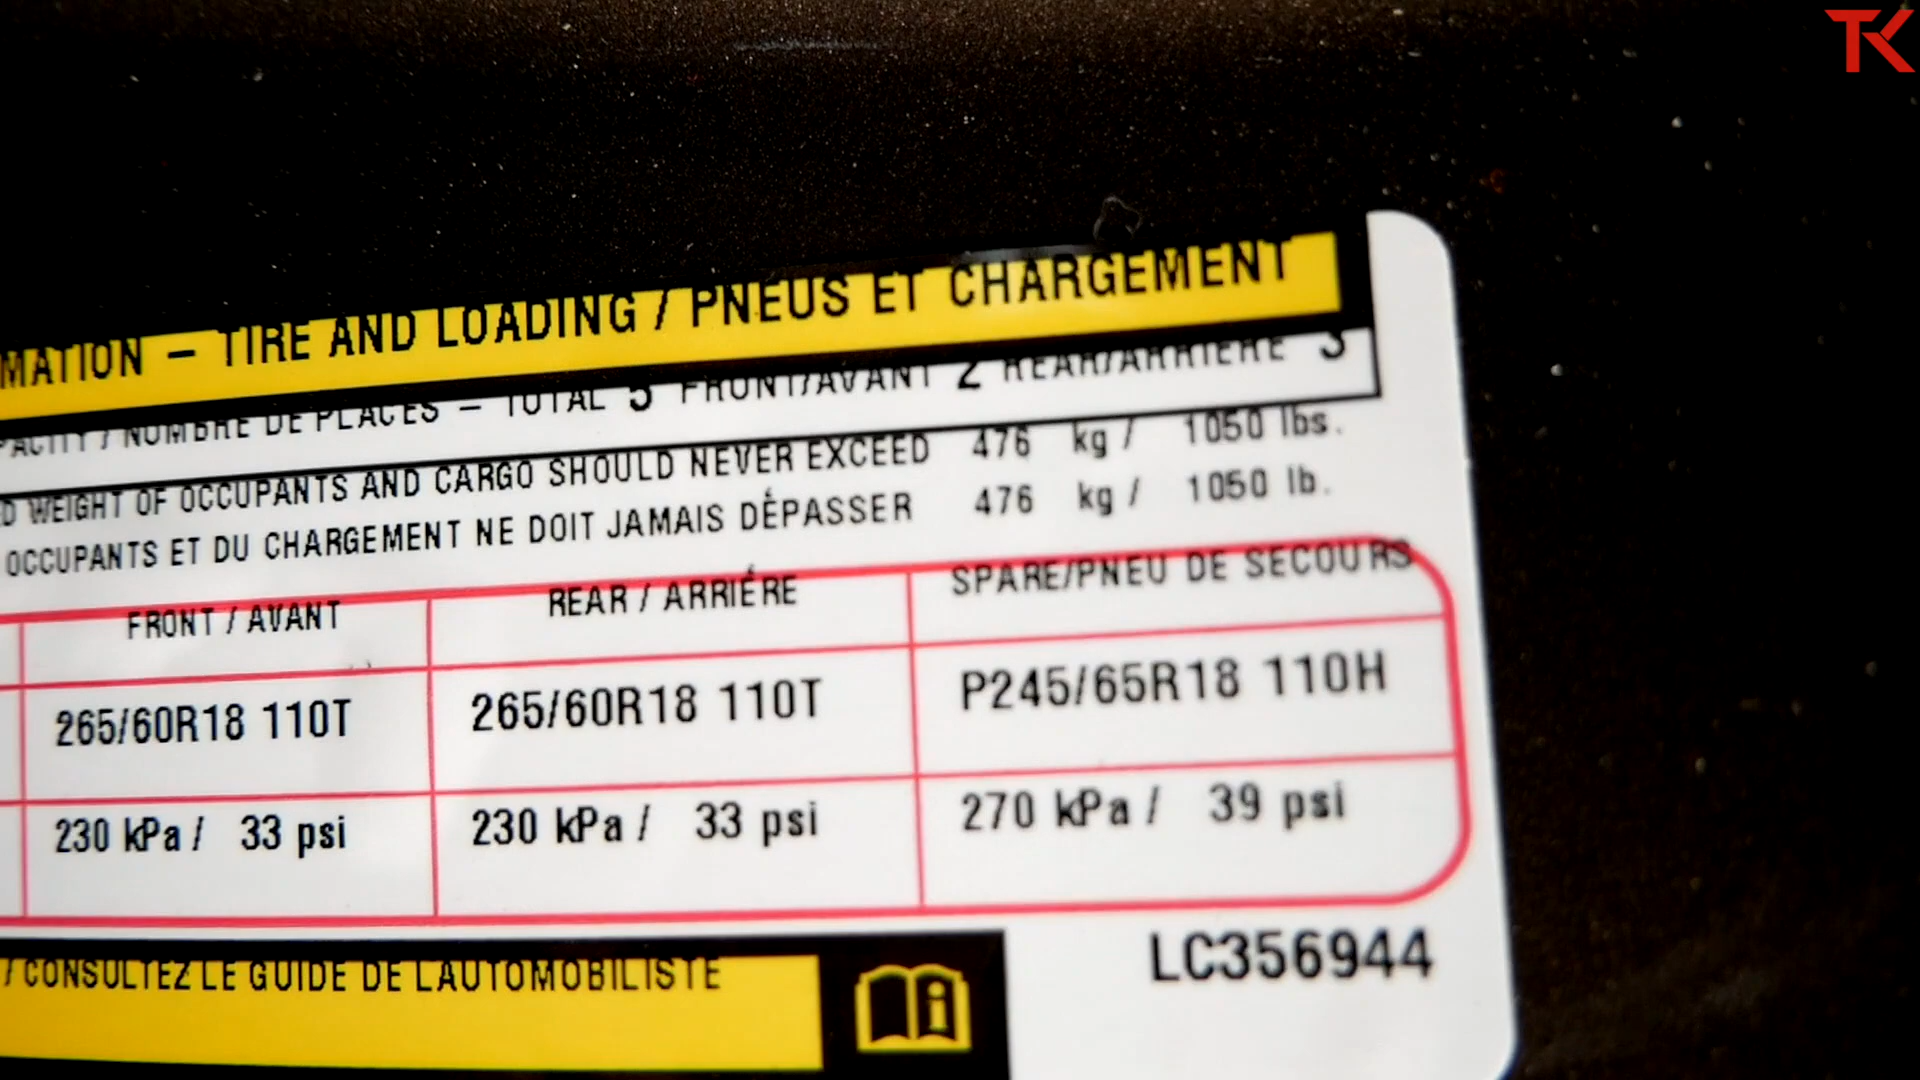 TK
MATION – TIRE AND LOADING / PNEUS ET CHARGEMENT
PACITY / NOMBRE DE PLACES – TOTAL 5 FRONT/AVANT 2 REAR/ARRIERE 3
D WEIGHT OF OCCUPANTS AND CARGO SHOULD NEVER EXCEED 476 kg / 1050 lbs.
OCCUPANTS ET DU CHARGEMENT NE DOIT JAMAIS DÉPASSER 476 kg / 1050 lb.
FRONT / AVANT REAR / ARRIÉRE SPARE/PNEU DE SECOURS
265/60R18 110T 265/60R18 110T P245/65R18 110H
230 kPa / 33 psi 230 kPa / 33 psi 270 kPa / 39 psi
/ CONSULTEZ LE GUIDE DE LAUTOMOBILISTE
LC356944